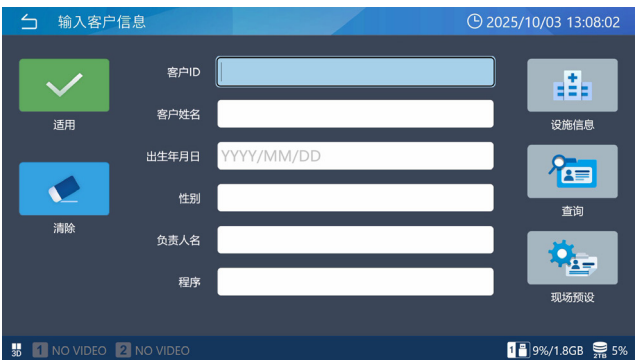 输入客户信息
2025/10/03 13:08:02
适用
清除
客户ID
客户姓名
出生年月日
YYYY/MM/DD
性别
负责人名
程序
设施信息
查询
现场预设
3D
1 NO VIDEO
2 NO VIDEO
1
9%/1.8GB
2TB
5%